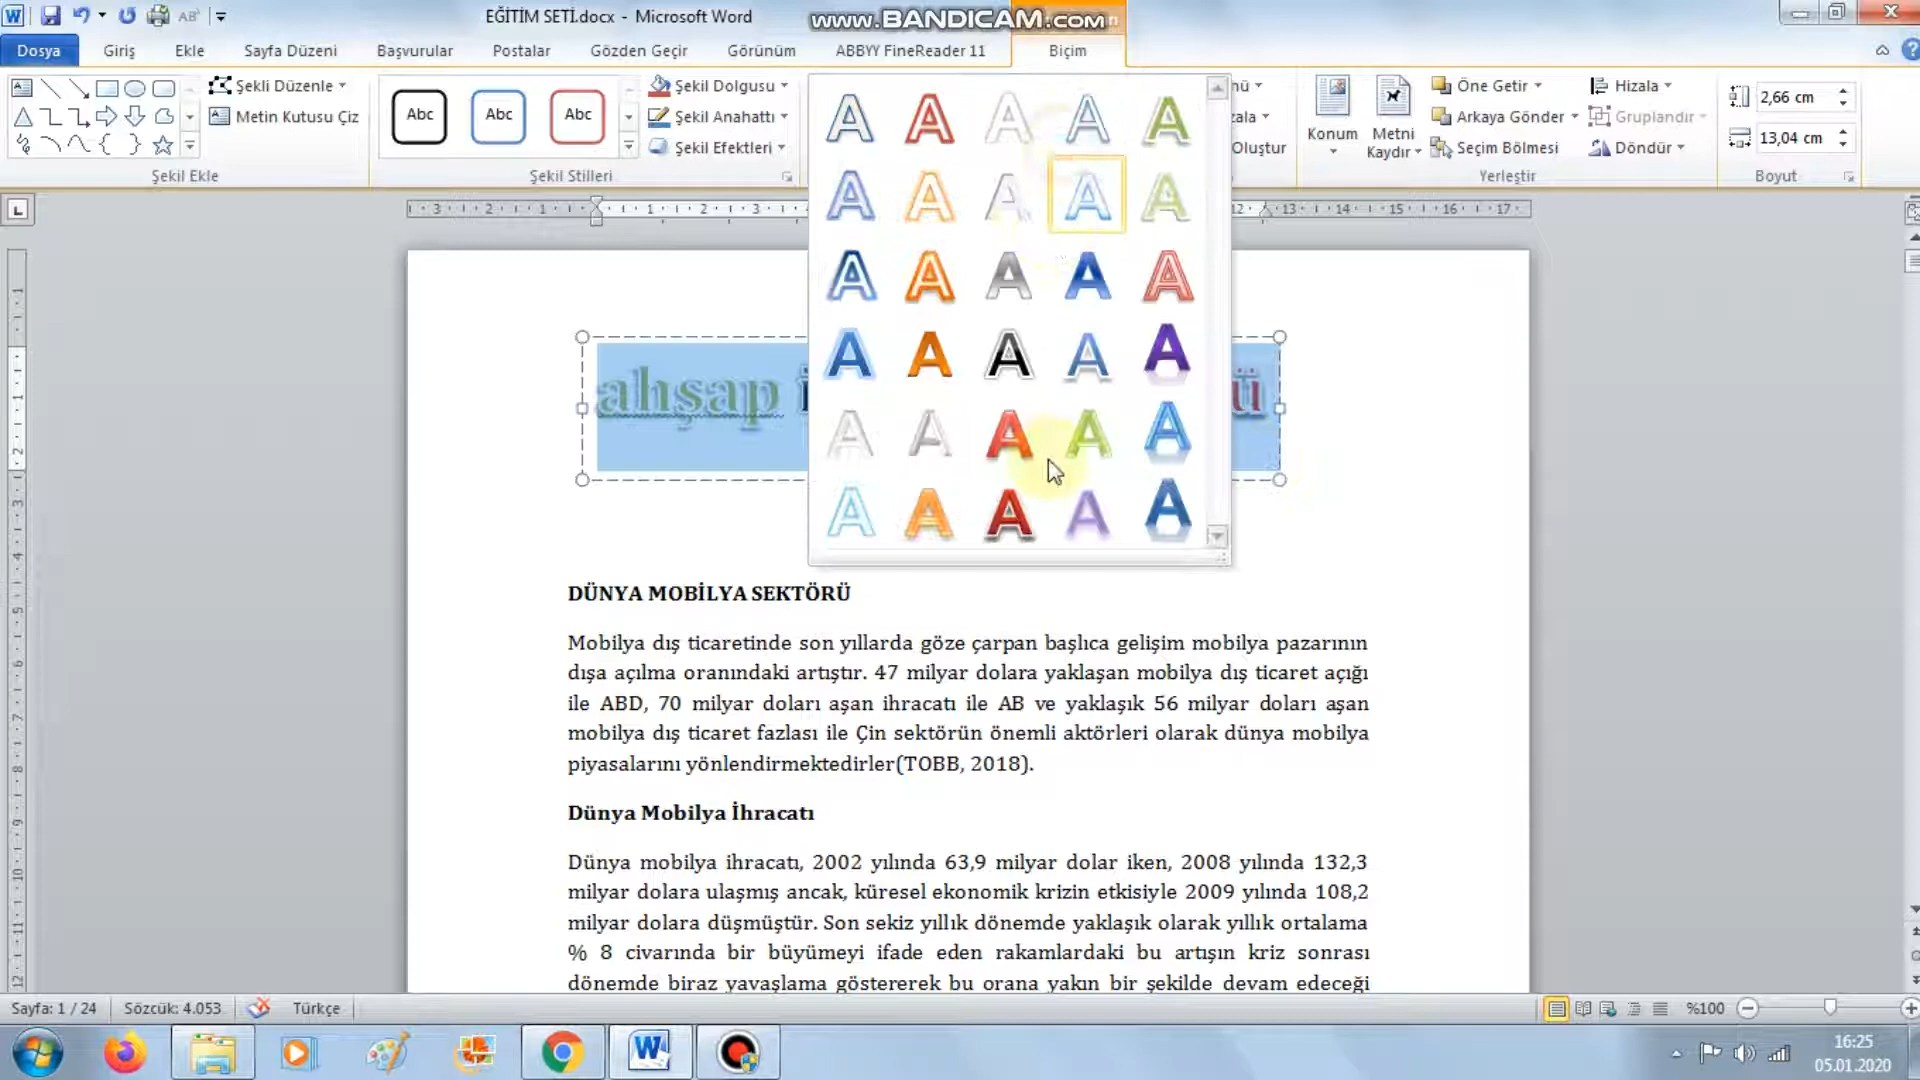 EĞİTİM SETİ.docx - Microsoft Word
www.BANDICAM.com
Dosya Giriş Ekle Sayfa Düzeni Başvurular Postalar Gözden Geçir Görünüm ABBYY FineReader 11 Biçim
Şekli Düzenle
Metin Kutusu Çiz
Şekil Ekle
Abc Abc Abc
Şekil Dolgusu
Şekil Anahattı
Şekil Efektleri
Şekil Stilleri
Konum
Metni Kaydır
Öne Getir
Arkaya Gönder
Seçim Bölmesi
Hizala
Gruplandır
Döndür
Yerleştir
2,66 cm
13,04 cm
Boyut
ahşap
DÜNYA MOBİLYA SEKTÖRÜ
Mobilya dış ticaretinde son yıllarda göze çarpan başlıca gelişim mobilya pazarının
dışa açılma oranındaki artıştır. 47 milyar dolara yaklaşan mobilya dış ticaret açığı
ile ABD, 70 milyar doları aşan ihracatı ile AB ve yaklaşık 56 milyar doları aşan
mobilya dış ticaret fazlası ile Çin sektörün önemli aktörleri olarak dünya mobilya
piyasalarını yönlendirmektedirler(TOBB, 2018).
Dünya Mobilya İhracatı
Dünya mobilya ihracatı, 2002 yılında 63,9 milyar dolar iken, 2008 yılında 132,3
milyar dolara ulaşmış ancak, küresel ekonomik krizin etkisiyle 2009 yılında 108,2
milyar dolara düşmüştür. Son sekiz yıllık dönemde yaklaşık olarak yıllık ortalama
% 8 civarında bir büyümeyi ifade eden rakamlardaki bu artışın kriz sonrası
dönemde biraz yavaşlama göstererek bu orana yakın bir şekilde devam edeceği
Sayfa: 1 / 24 Sözcük: 4.053 Türkçe %100
16:25
05.01.2020